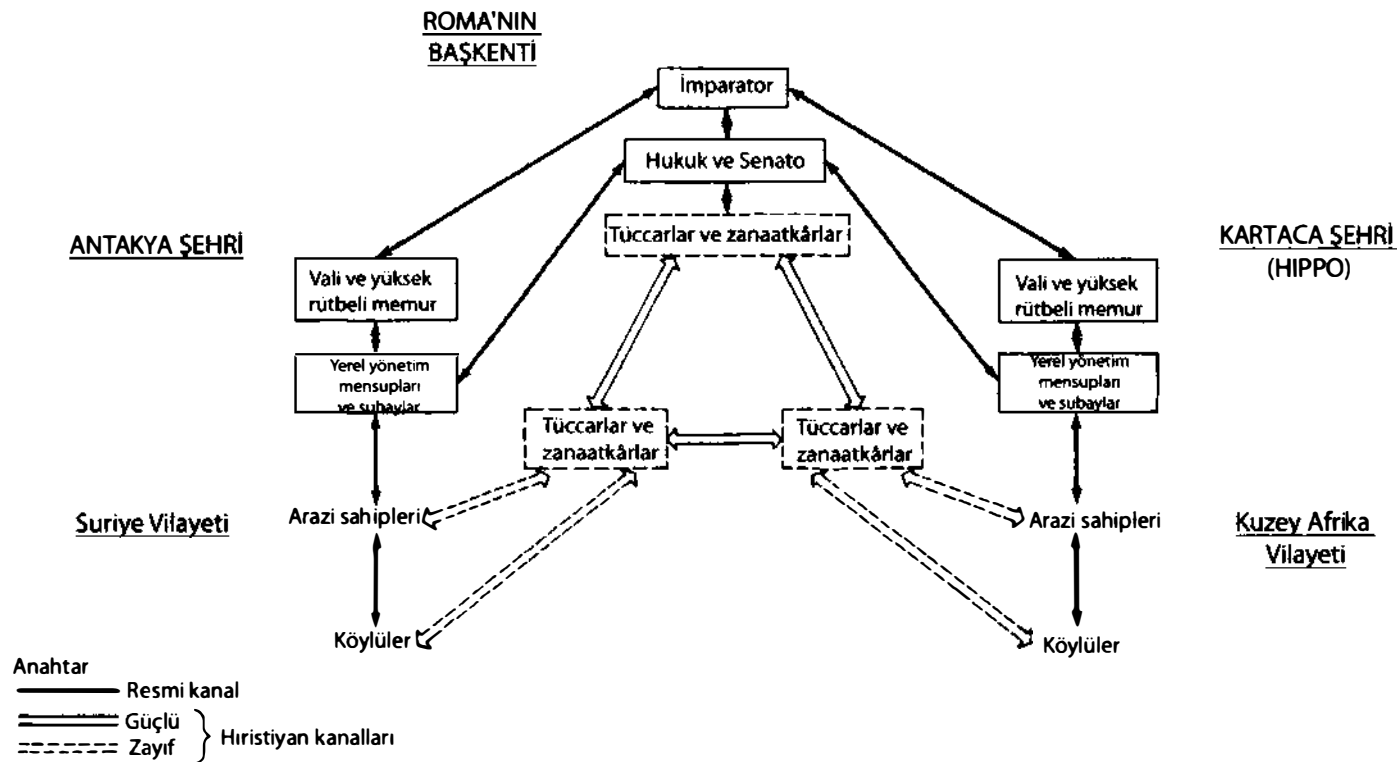 ROMA'NIN
BAŞKENTİ
İmparator
Hukuk ve Senato
Tüccarlar ve zanaatkârlar
ANTAKYA ŞEHRİ
KARTACA ŞEHRİ
(HIPPO)
Vali ve yüksek
rütbeli memur
Vali ve yüksek
rütbeli memur
Yerel yönetim
mensupları
ve subaylar
Yerel yönetim
mensupları
ve subaylar
Tüccarlar ve
zanaatkârlar
Tüccarlar ve
zanaatkârlar
Suriye Vilayeti
Arazi sahipleri
Arazi sahipleri
Kuzey Afrika
Vilayeti
Köylüler
Köylüler
Anahtar
Resmi kanal
Güçlü
Zayıf
Hıristiyan kanalları